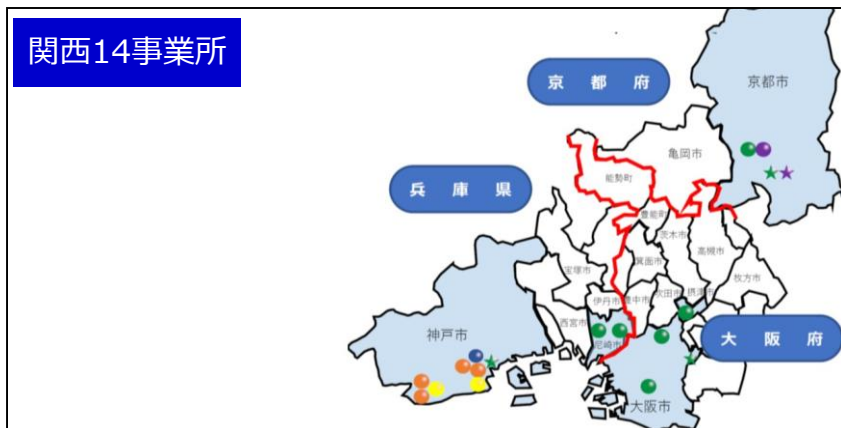 関西14事業所
京都府
京都市
亀岡市
能勢町
兵庫県
豊能町
茨木市
高槻市
箕面市
枚方市
宝塚市
吹田市
摂津市
伊丹市
豊中市
西宮市
神戸市
尼崎市
大阪府
大阪市